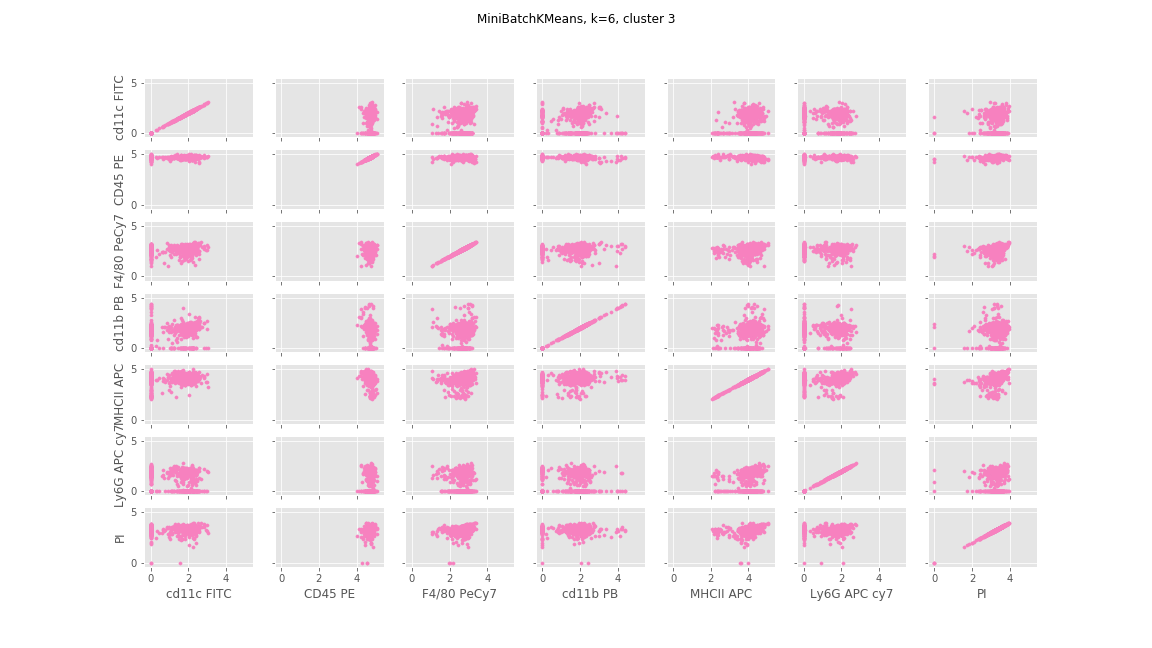 MiniBatchKMeans, k=6, cluster 3
cd11c FITC
5
0
CD45 PE
5
0
F4/80 PeCy7
5
0
cd11b PB
5
0
MHCII APC
5
0
Ly6G APC cy7
5
0
PI
5
0
0 2 4 0 2 4 0 2 4 0 2 4 0 2 4 0 2 4 0 2 4
cd11c FITC CD45 PE F4/80 PeCy7 cd11b PB MHCII APC Ly6G APC cy7 PI